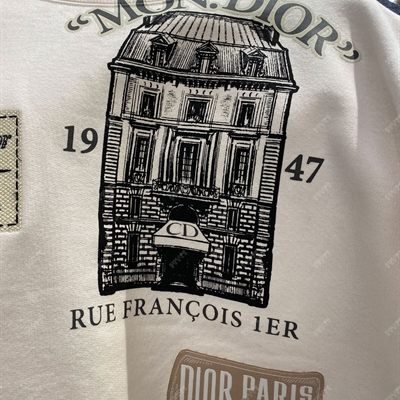 "MON.DIOR"
19 47
CD
RUE FRANÇOIS 1ER
DIOR PARIS